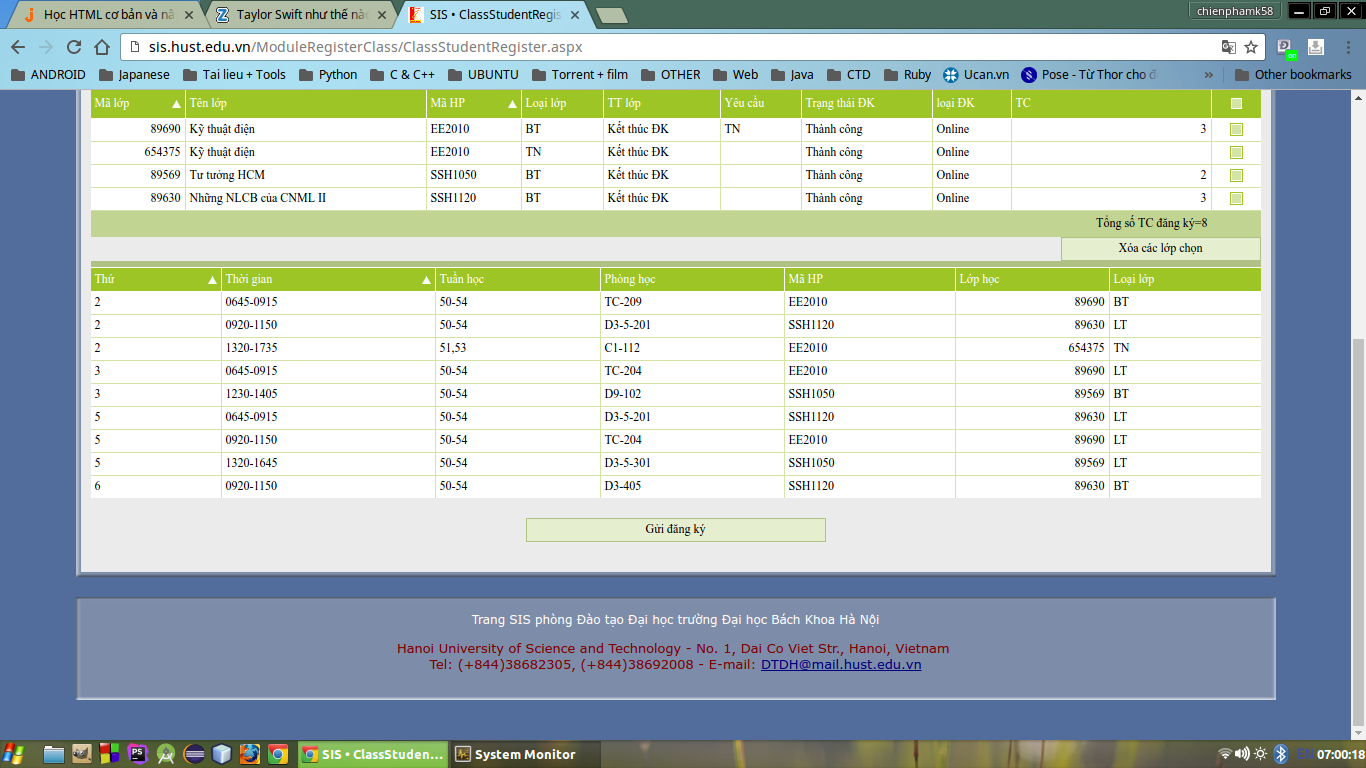 Học HTML cơ bản và nâ
Taylor Swift như thế nào
SIS • ClassStudentRegis
chienphamk58
sis.hust.edu.vn/ModuleRegisterClass/ClassStudentRegister.aspx
on
ANDROID Japanese Tai lieu + Tools Python C & C++ UBUNTU Torrent + film OTHER Web Java CTD Ruby Ucan.vn Pose - Từ Thor cho đ » Other bookmarks
Mã lớp Tên lớp Mã HP Loại lớp TT lớp Yêu cầu Trạng thái ĐK loại ĐK TC
89690 Kỹ thuật điện EE2010 BT Kết thúc ĐK TN Thành công Online 3
654375 Kỹ thuật điện EE2010 TN Kết thúc ĐK Thành công Online
89569 Tư tưởng HCM SSH1050 BT Kết thúc ĐK Thành công Online 2
89630 Những NLCB của CNML II SSH1120 BT Kết thúc ĐK Thành công Online 3
Tổng số TC đăng ký=8
Xóa các lớp chọn
Thứ Thời gian Tuần học Phòng học Mã HP Lớp học Loại lớp
2 0645-0915 50-54 TC-209 EE2010 89690 BT
2 0920-1150 50-54 D3-5-201 SSH1120 89630 LT
2 1320-1735 51,53 C1-112 EE2010 654375 TN
3 0645-0915 50-54 TC-204 EE2010 89690 LT
3 1230-1405 50-54 D9-102 SSH1050 89569 BT
5 0645-0915 50-54 D3-5-201 SSH1120 89630 LT
5 0920-1150 50-54 TC-204 EE2010 89690 LT
5 1320-1645 50-54 D3-5-301 SSH1050 89569 LT
6 0920-1150 50-54 D3-405 SSH1120 89630 BT
Gửi đăng ký
Trang SIS phòng Đào tạo Đại học trường Đại học Bách Khoa Hà Nội
Hanoi University of Science and Technology - No. 1, Dai Co Viet Str., Hanoi, Vietnam
Tel: (+844)38682305, (+844)38692008 - E-mail: DTDH@mail.hust.edu.vn
PS
SIS • ClassStuden...
System Monitor
EN
07:00:18